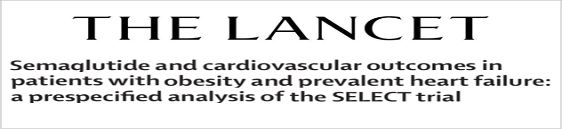 THE LANCET
Semaglutide and cardiovascular outcomes in
patients with obesity and prevalent heart failure:
a prespecified analysis of the SELECT trial